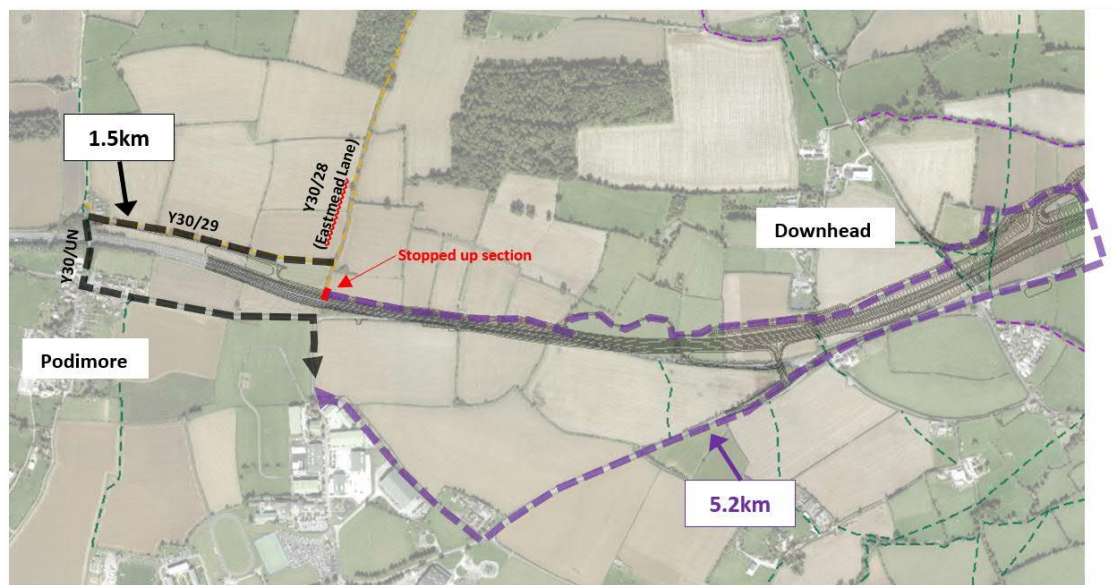 1.5km
Y30/29
Y30/28
(Eastmead Lane)
Y30/UN
Stopped up section
Downhead
Podimore
5.2km